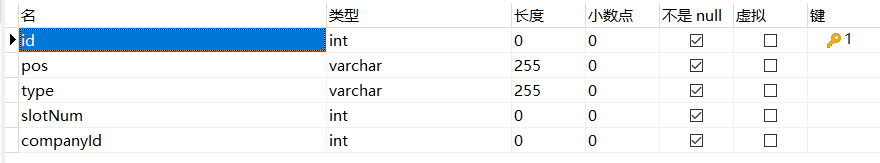 名 类型 长度 小数点 不是 null 虚拟 键
id int 0 0 1
pos varchar 255 0
type varchar 255 0
slotNum int 0 0
companyId int 0 0